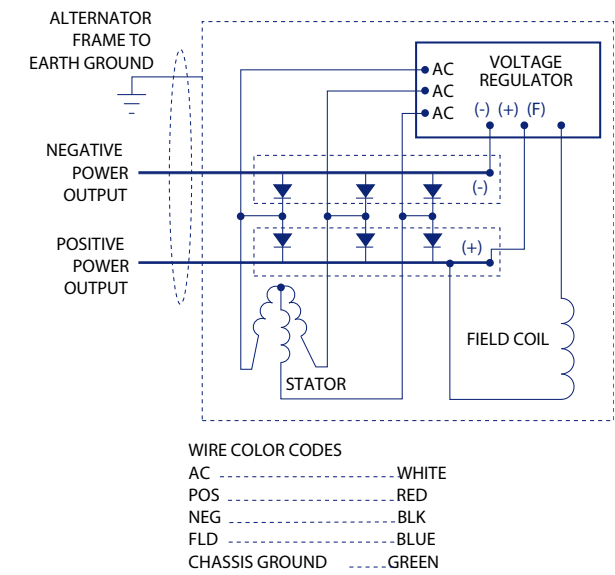 ALTERNATOR
FRAME TO
EARTH GROUND
VOLTAGE
REGULATOR
AC
AC
AC
(-) (+) (F)
NEGATIVE
POWER
OUTPUT
(-)
POSITIVE
POWER
OUTPUT
(+)
FIELD COIL
STATOR
WIRE COLOR CODES
AC WHITE
POS RED
NEG BLK
FLD BLUE
CHASSIS GROUND GREEN